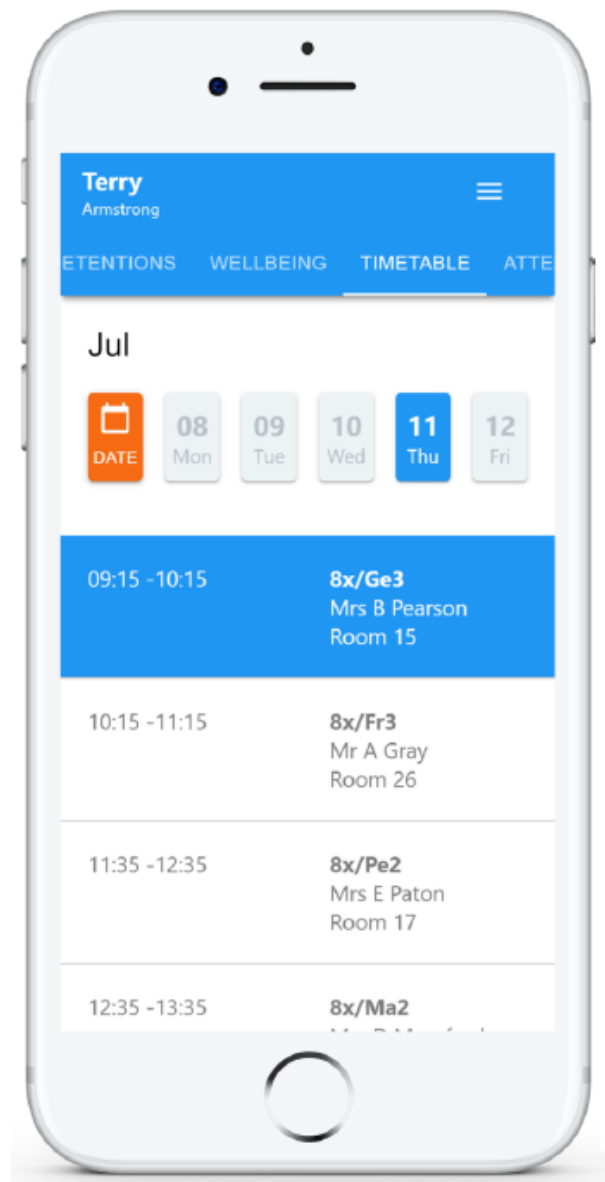 Terry
Armstrong
ETENTIONS WELLBEING TIMETABLE ATTE
Jul
DATE
08 Mon
09 Tue
10 Wed
11 Thu
12 Fri
09:15 -10:15
8x/Ge3
Mrs B Pearson
Room 15
10:15 -11:15
8x/Fr3
Mr A Gray
Room 26
11:35 -12:35
8x/Pe2
Mrs E Paton
Room 17
12:35 -13:35
8x/Ma2